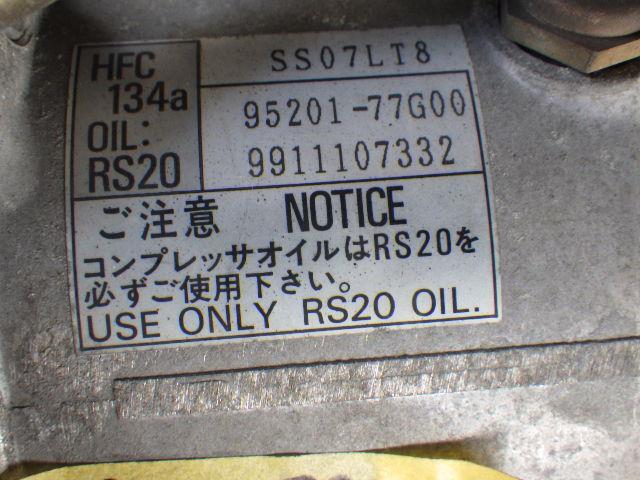 HFC
134a
OIL:
RS20
SS07LT8
95201-77G00
9911107332
ご注意 NOTICE
コンプレッサオイルはRS20を
必ずご使用下さい。
USE ONLY RS20 OIL.